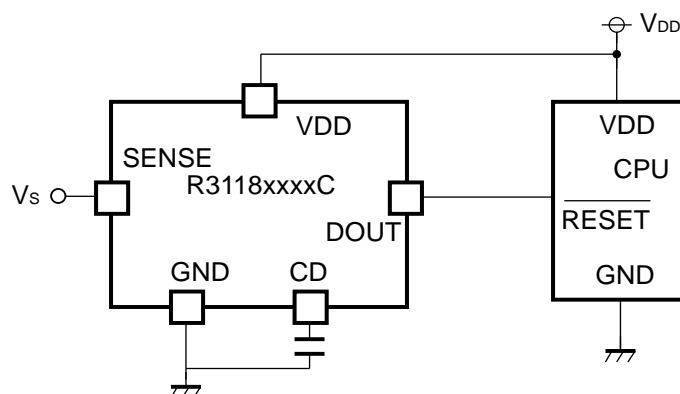 VDD
VDD
VDD
SENSE
CPU
R3118xxxxC
VS
RESET
DOUT
GND
CD
GND